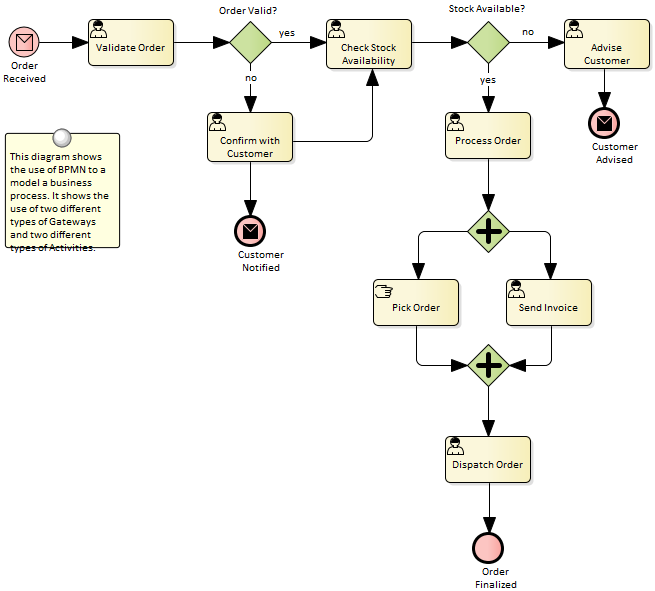 Order Valid?
Stock Available?
yes
no
Validate Order
Check Stock
Availability
Advise
Customer
Order
Received
no
yes
Confirm with
Customer
Process Order
Customer
Advised
This diagram shows
the use of BPMN to a
model a business
process. It shows the
use of two different
types of Gateways
and two different
types of Activities.
Customer
Notified
Pick Order
Send Invoice
Dispatch Order
Order
Finalized